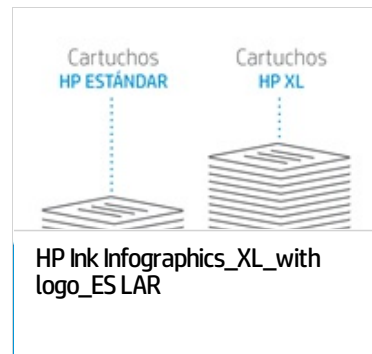 Cartuchos
HP ESTÁNDAR
Cartuchos
HP XL
HP Ink Infographics_XL_with
logo_ES LAR